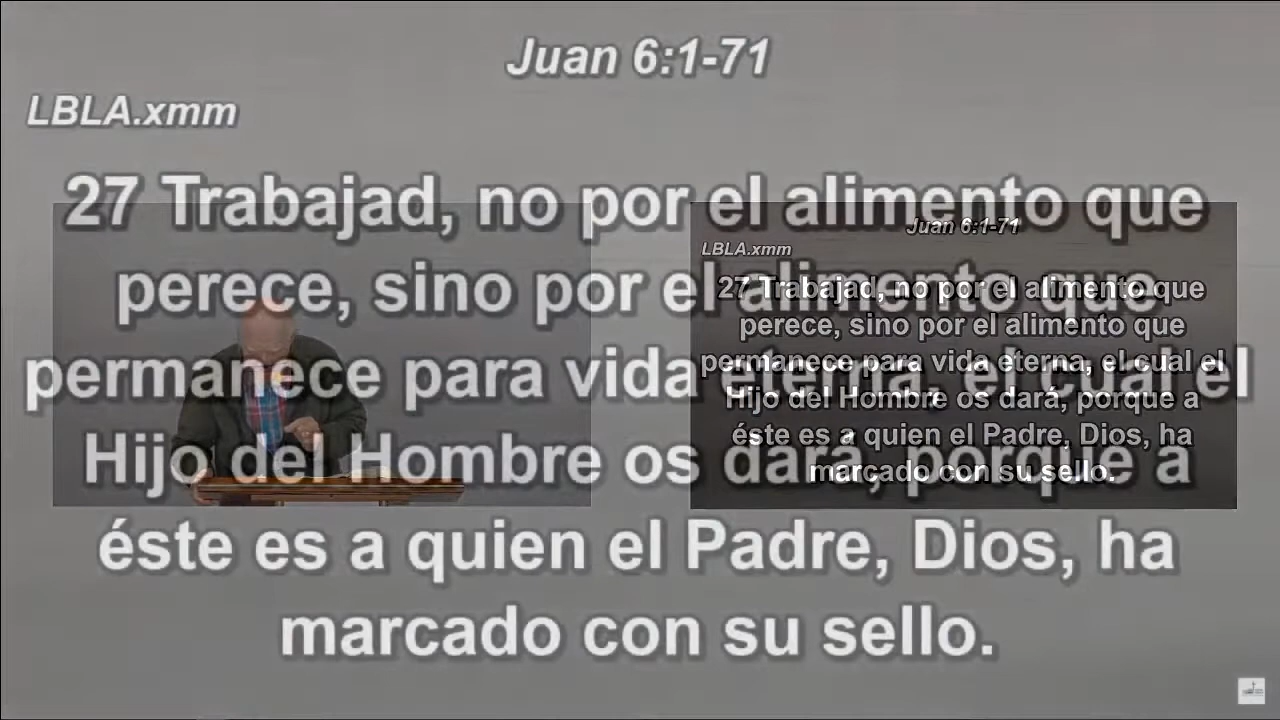 Juan 6:1-71
LBLA.xmm
27 Trabajad, no por el alimento que
perece, sino por el alimento que
permanece para vida eterna, el cual el
Hijo del Hombre os dará, porque a
éste es a quien el Padre, Dios, ha
marcado con su sello.
Juan 6:1-71
LBLA.xmm
27 Trabajad, no por el alimento que
perece, sino por el alimento que
permanece para vida eterna, el cual el
Hijo del Hombre os dará, porque a
éste es a quien el Padre, Dios, ha
marcado con su sello.